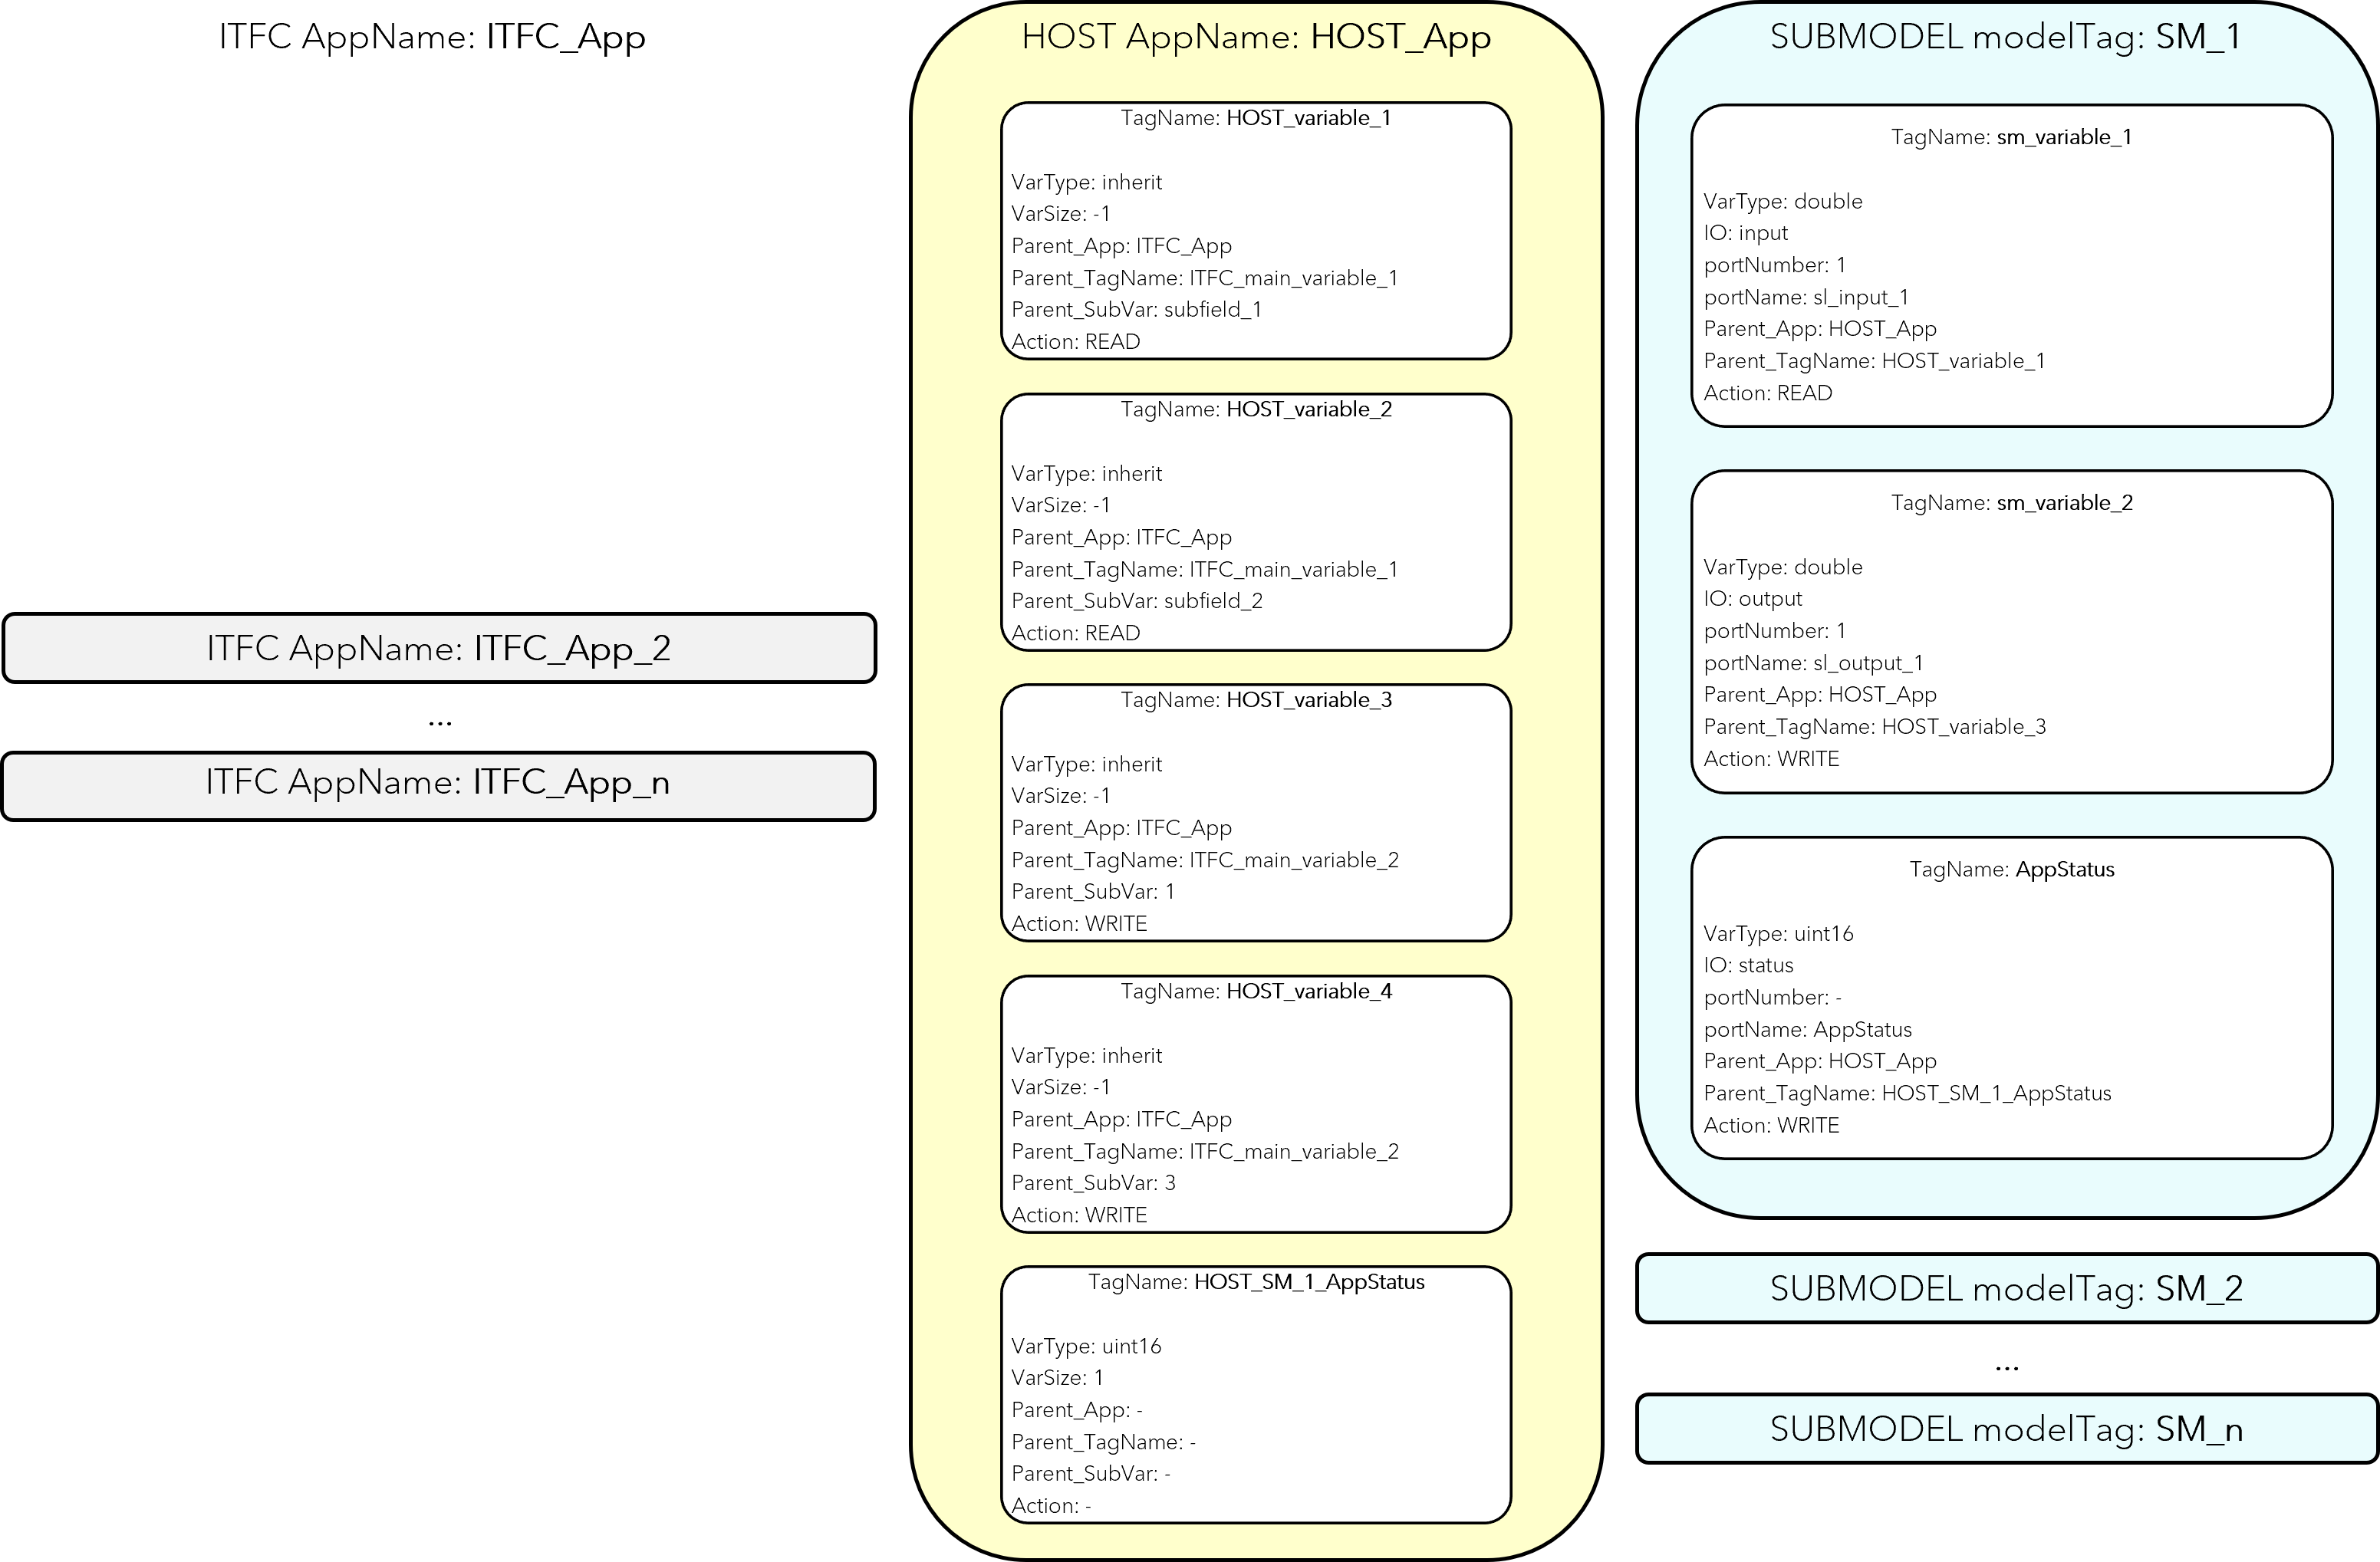 ITFC AppName: ITFC_App
ITFC AppName: ITFC_App_2
...
ITFC AppName: ITFC_App_n
HOST AppName: HOST_App
TagName: HOST_variable_1
VarType: inherit
VarSize: -1
Parent_App: ITFC_App
Parent_TagName: ITFC_main_variable_1
Parent_SubVar: subfield_1
Action: READ
TagName: HOST_variable_2
VarType: inherit
VarSize: -1
Parent_App: ITFC_App
Parent_TagName: ITFC_main_variable_1
Parent_SubVar: subfield_2
Action: READ
TagName: HOST_variable_3
VarType: inherit
VarSize: -1
Parent_App: ITFC_App
Parent_TagName: ITFC_main_variable_2
Parent_SubVar: 1
Action: WRITE
TagName: HOST_variable_4
VarType: inherit
VarSize: -1
Parent_App: ITFC_App
Parent_TagName: ITFC_main_variable_2
Parent_SubVar: 3
Action: WRITE
TagName: HOST_SM_1_AppStatus
VarType: uint16
VarSize: 1
Parent_App: -
Parent_TagName: -
Parent_SubVar: -
Action: -
SUBMODEL modelTag: SM_1
TagName: sm_variable_1
VarType: double
IO: input
portNumber: 1
portName: sl_input_1
Parent_App: HOST_App
Parent_TagName: HOST_variable_1
Action: READ
TagName: sm_variable_2
VarType: double
IO: output
portNumber: 1
portName: sl_output_1
Parent_App: HOST_App
Parent_TagName: HOST_variable_3
Action: WRITE
TagName: AppStatus
VarType: uint16
IO: status
portNumber: -
portName: AppStatus
Parent_App: HOST_App
Parent_TagName: HOST_SM_1_AppStatus
Action: WRITE
SUBMODEL modelTag: SM_2
...
SUBMODEL modelTag: SM_n